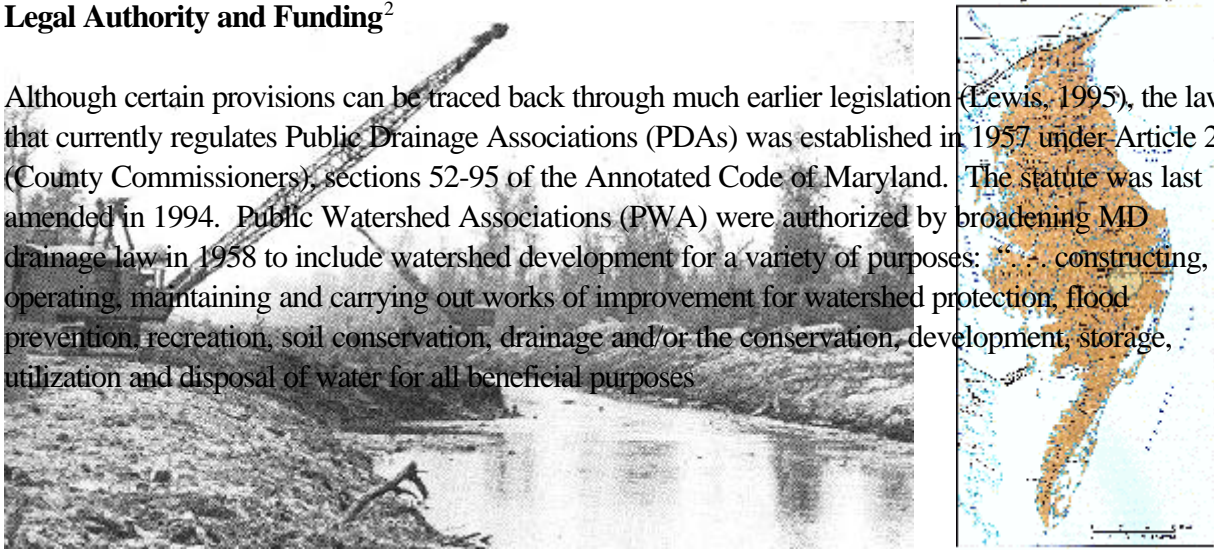 Legal Authority and Funding2
Although certain provisions can be traced back through much earlier legislation (Lewis, 1995), the law
that currently regulates Public Drainage Associations (PDAs) was established in 1957 under Article 2
(County Commissioners), sections 52-95 of the Annotated Code of Maryland. The statute was last
amended in 1994. Public Watershed Associations (PWA) were authorized by broadening MD
drainage law in 1958 to include watershed development for a variety of purposes: “... constructing,
operating, maintaining and carrying out works of improvement for watershed protection, flood
prevention, recreation, soil conservation, drainage and/or the conservation, development, storage,
utilization and disposal of water for all beneficial purposes